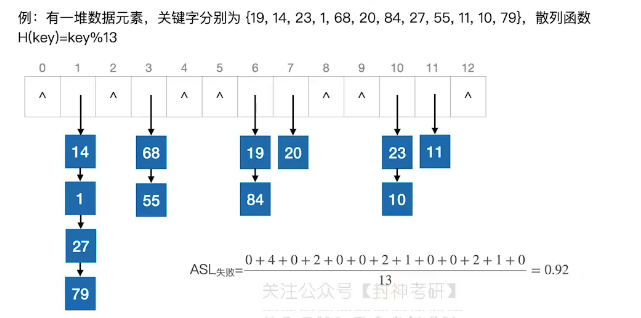 例：有一堆数据元素，关键字分别为 {19, 14, 23, 1, 68, 20, 84, 27, 55, 11, 10, 79}，散列函数
H(key)=key%13
0 1 2 3 4 5 6 7 8 9 10 11 12
^ ^ ^ ^ ^ ^ ^
14 68 19 20 23 11
1 55 84 10
27
79
ASL失败= 0+4+0+2+0+0+2+1+0+0+2+1+0 / 13 = 0.92
关注公众号【封神考研】